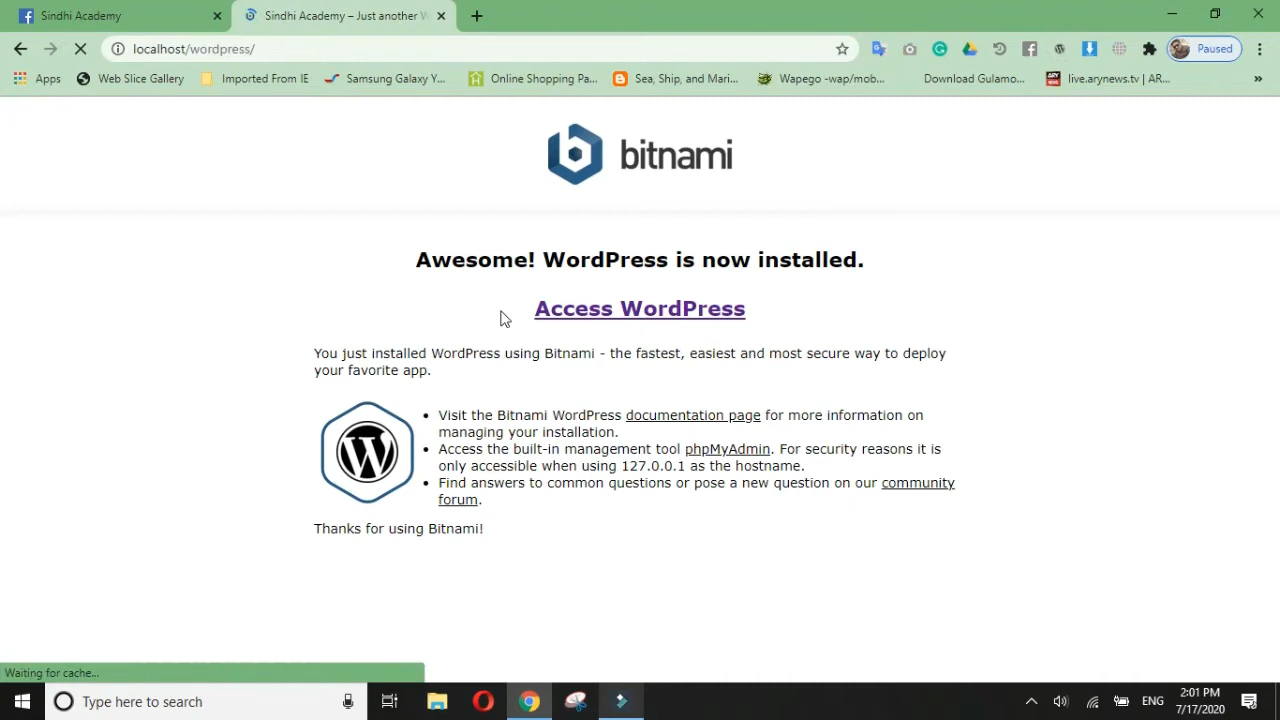 Sindhi Academy
Sindhi Academy – Just another W
localhost/wordpress/
Paused
Apps
Web Slice Gallery
Imported From IE
Samsung Galaxy Y...
Online Shopping Pa...
Sea, Ship, and Mari...
Wapego -wap/mob...
Download Gulamo...
live.arynews.tv | AR...
bitnami
Awesome! WordPress is now installed.
Access WordPress
You just installed WordPress using Bitnami - the fastest, easiest and most secure way to deploy
your favorite app.
• Visit the Bitnami WordPress documentation page for more information on
managing your installation.
• Access the built-in management tool phpMyAdmin. For security reasons it is
only accessible when using 127.0.0.1 as the hostname.
• Find answers to common questions or pose a new question on our community
forum.
Thanks for using Bitnami!
Waiting for cache...
Type here to search
ENG
2:01 PM
7/17/2020